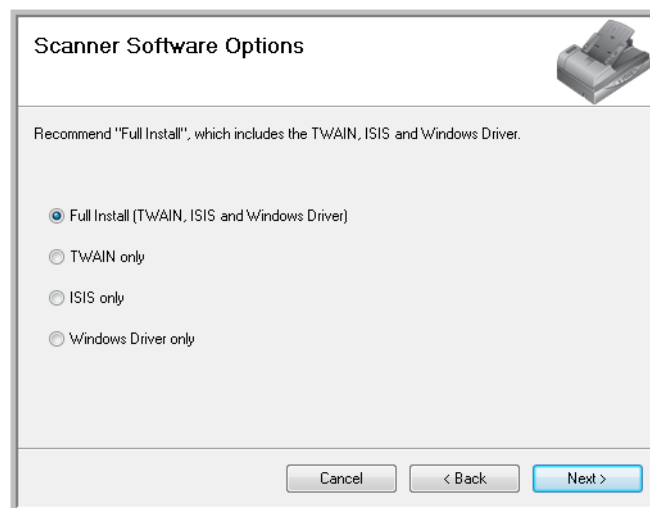 Scanner Software Options
Recommend "Full Install", which includes the TWAIN, ISIS and Windows Driver.
Full Install (TWAIN, ISIS and Windows Driver)
TWAIN only
ISIS only
Windows Driver only
Cancel
< Back
Next >